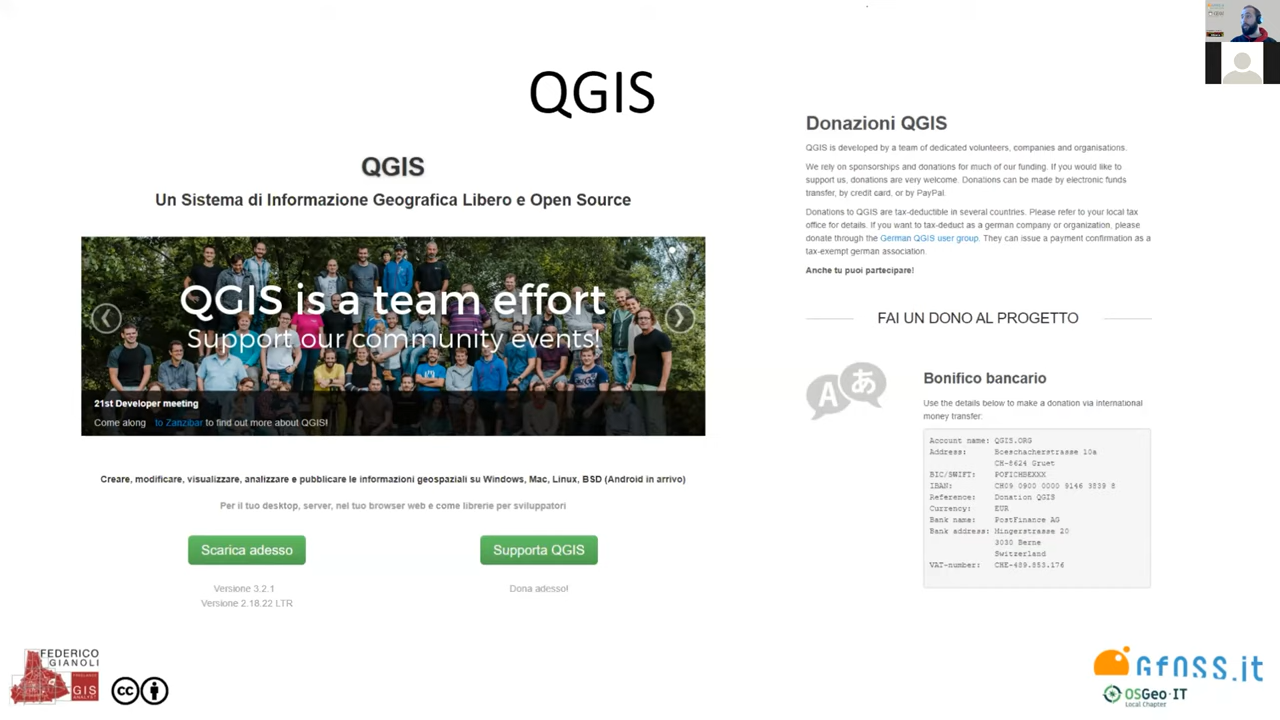 QGIS
QGIS
Un Sistema di Informazione Geografica Libero e Open Source
QGIS is a team effort
Support our community events!
21st Developer meeting
Come along to Zanzibar to find out more about QGIS!
Creare, modificare, visualizzare, analizzare e pubblicare le informazioni geospaziali su Windows, Mac, Linux, BSD (Android in arrivo)
Per il tuo desktop, server, nel tuo browser web e come librerie per sviluppatori
Scarica adesso
Supporta QGIS
Versione 3.2.1
Versione 2.18.22 LTR
Dona adesso!
Donazioni QGIS
QGIS is developed by a team of dedicated volunteers, companies and organisations.
We rely on sponsorships and donations for much of our funding. If you would like to
support us, donations are very welcome. Donations can be made by electronic funds
transfer, by credit card, or by PayPal.
Donations to QGIS are tax-deductible in several countries. Please refer to your local tax
office for details. If you want to tax-deduct as a german company or organization, please
donate through the German QGIS user group. They can issue a payment confirmation as a
tax-exempt german association.
Anche tu puoi partecipare!
FAI UN DONO AL PROGETTO
Bonifico bancario
Use the details below to make a donation via international
money transfer:
Account name: QGIS.ORG
Address: Boeschacherstrasse 10a
CH-8624 Gruet
BIC/SWIFT: POFICHBEXXX
IBAN: CH09 0900 0000 9146 3839 8
Reference: Donation QGIS
Currency: EUR
Bank name: PostFinance AG
Bank address: Mingerstrasse 20
3030 Berne
Switzerland
VAT-number: CHE-489.853.176
FEDERICO
GIANOLI
FREELANCE
GIS
ANALYST
cc
GFOSS.it
OSGeo·IT
Local Chapter